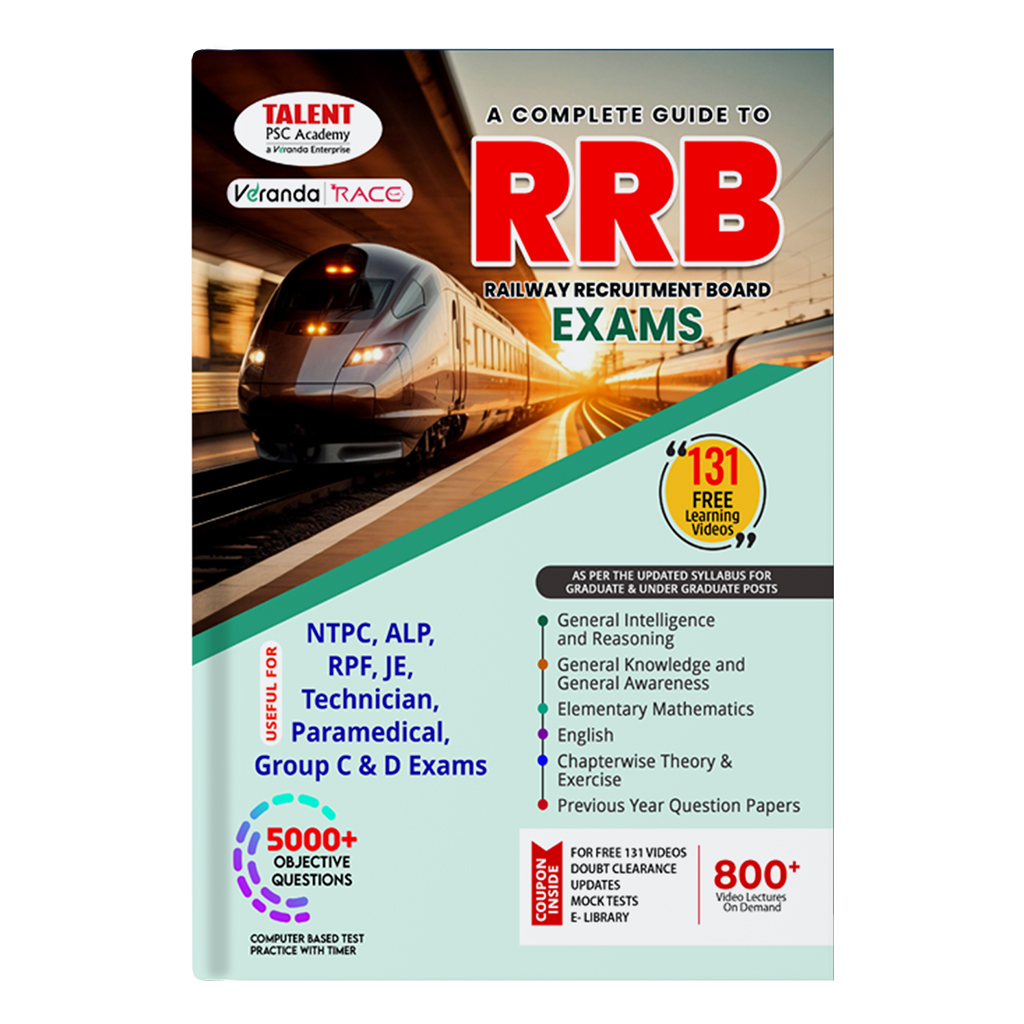 TALENT
PSC Academy
a Veranda Enterprise
Veranda RACE
A COMPLETE GUIDE TO
RRB
RAILWAY RECRUITMENT BOARD
EXAMS
“131
FREE
Learning
Videos”
AS PER THE UPDATED SYLLABUS FOR
GRADUATE & UNDER GRADUATE POSTS
General Intelligence
and Reasoning
General Knowledge and
General Awareness
Elementary Mathematics
English
Chapterwise Theory &
Exercise
Previous Year Question Papers
USEFUL FOR
NTPC, ALP,
RPF, JE,
Technician,
Paramedical,
Group C & D Exams
5000+
OBJECTIVE
QUESTIONS
COMPUTER BASED TEST
PRACTICE WITH TIMER
COUPON
INSIDE
FOR FREE 131 VIDEOS
DOUBT CLEARANCE
UPDATES
MOCK TESTS
E- LIBRARY
800+
Video Lectures
On Demand